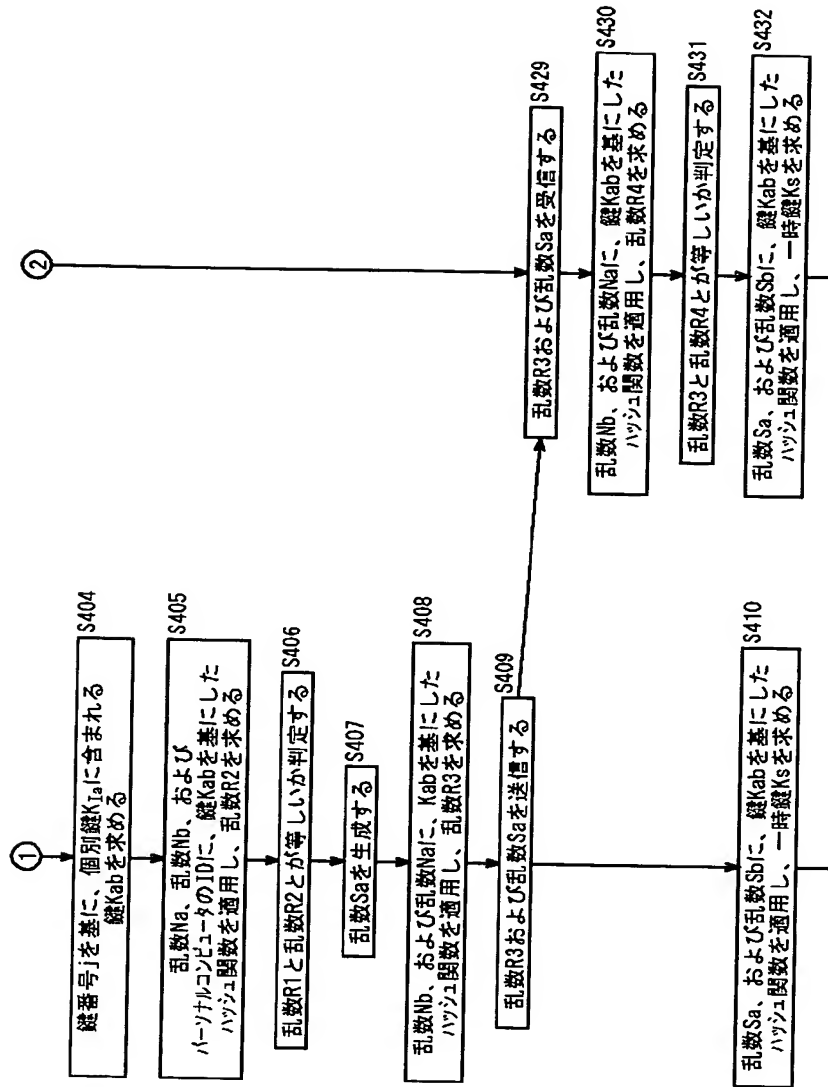 ①
鍵番号jを基に、個別鍵KIaに含まれる
鍵Kabを求める
S404
乱数Na、乱数Nb、および
パーソナルコンピュータのIDに、鍵Kabを基にした
ハッシュ関数を適用し、乱数R2を求める
S405
乱数R1と乱数R2とが等しいか判定する
S406
乱数Saを生成する
S407
乱数Nb、および乱数Naに、Kabを基にした
ハッシュ関数を適用し、乱数R3を求める
S408
乱数R3および乱数Saを送信する
S409
乱数Sa、および乱数Sbに、鍵Kabを基にした
ハッシュ関数を適用し、一時鍵Ksを求める
S410
②
乱数R3および乱数Saを受信する
S429
乱数Nb、および乱数Naに、鍵Kabを基にした
ハッシュ関数を適用し、乱数R4を求める
S430
乱数R3と乱数R4とが等しいか判定する
S431
乱数Sa、および乱数Sbに、鍵Kabを基にした
ハッシュ関数を適用し、一時鍵Ksを求める
S432